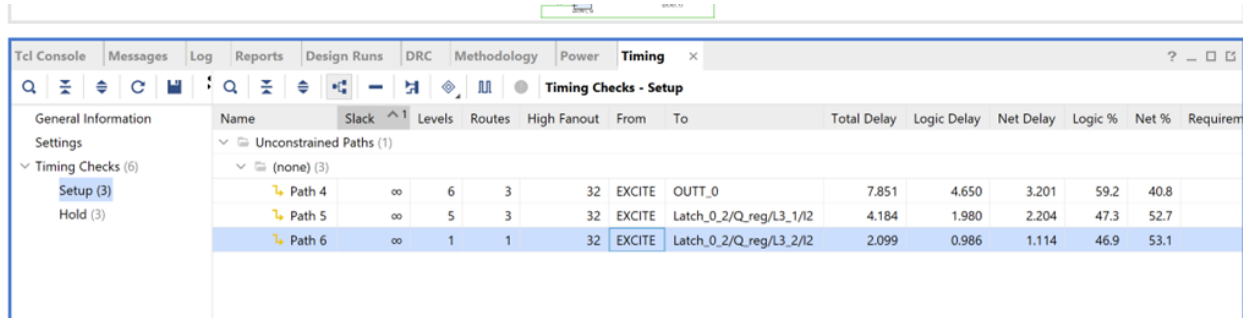 Tcl Console Messages Log Reports Design Runs DRC Methodology Power Timing × ? _
Timing Checks - Setup
General Information
Settings
Timing Checks (6)
Setup (3)
Hold (3)
Name Slack ^1 Levels Routes High Fanout From To Total Delay Logic Delay Net Delay Logic % Net % Requirem
Unconstrained Paths (1)
(none) (3)
Path 4 ∞ 6 3 32 EXCITE OUTT_0 7.851 4.650 3.201 59.2 40.8
Path 5 ∞ 5 3 32 EXCITE Latch_0_2/Q_reg/L3_1/I2 4.184 1.980 2.204 47.3 52.7
Path 6 ∞ 1 1 32 EXCITE Latch_0_2/Q_reg/L3_2/I2 2.099 0.986 1.114 46.9 53.1